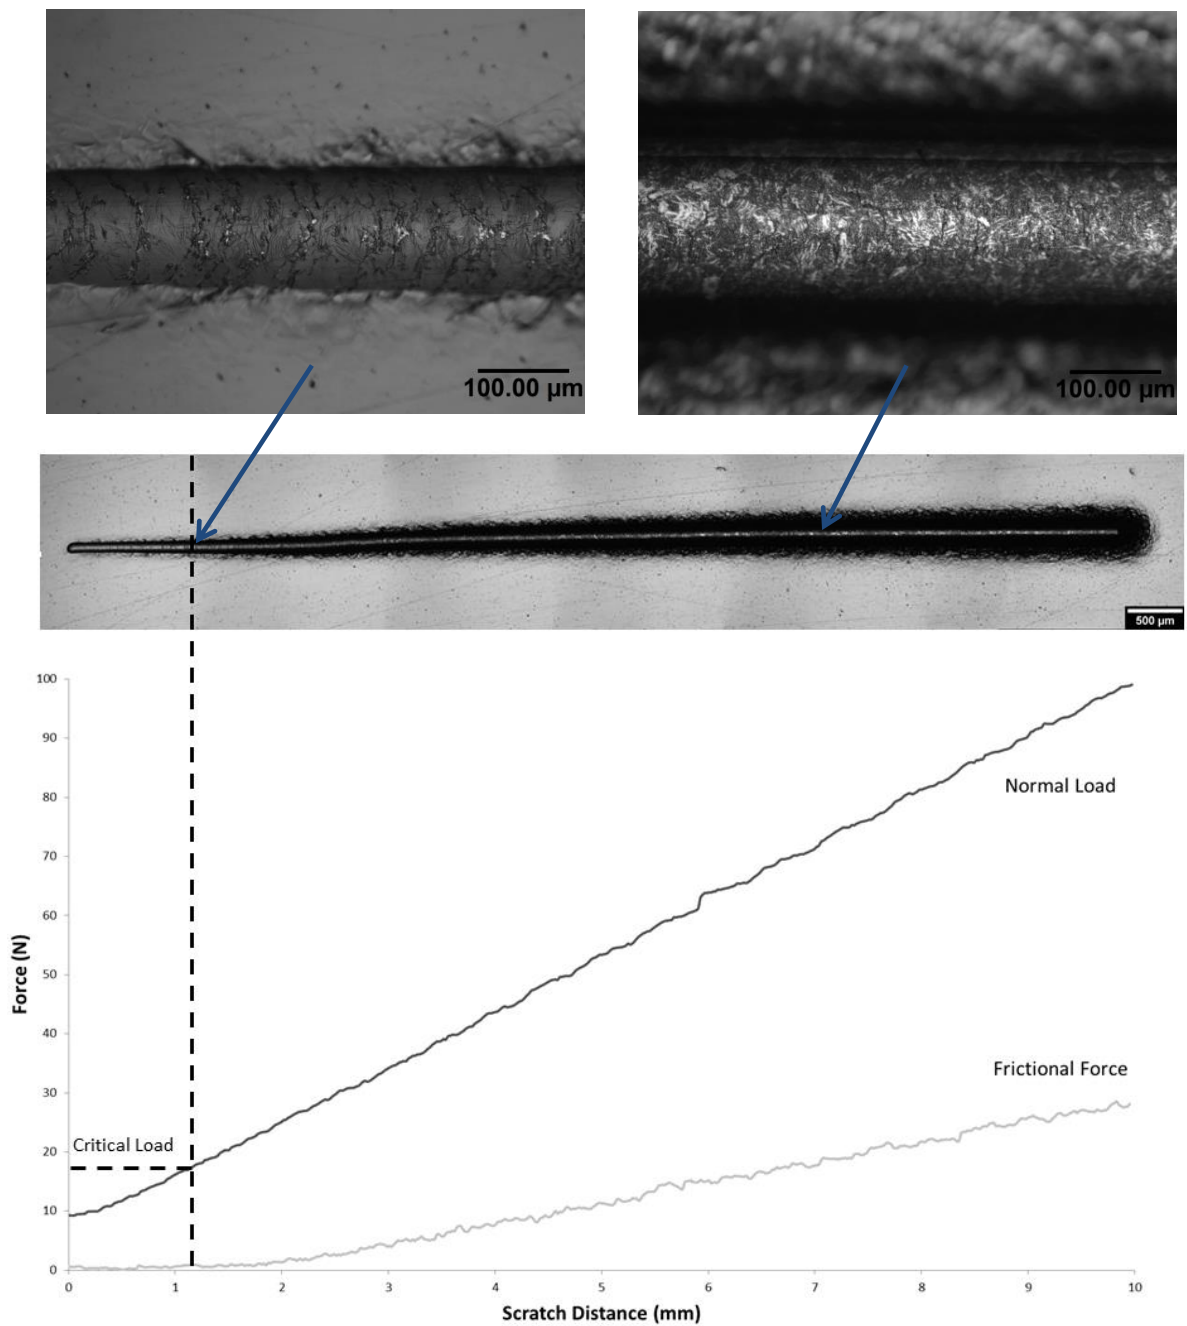 100.00 µm
100.00 µm
500 µm
100
90
80
70
60
50
40
30
20
10
0
Force (N)
Normal Load
Frictional Force
Critical Load
0 1 2 3 4 5 6 7 8 9 10
Scratch Distance (mm)